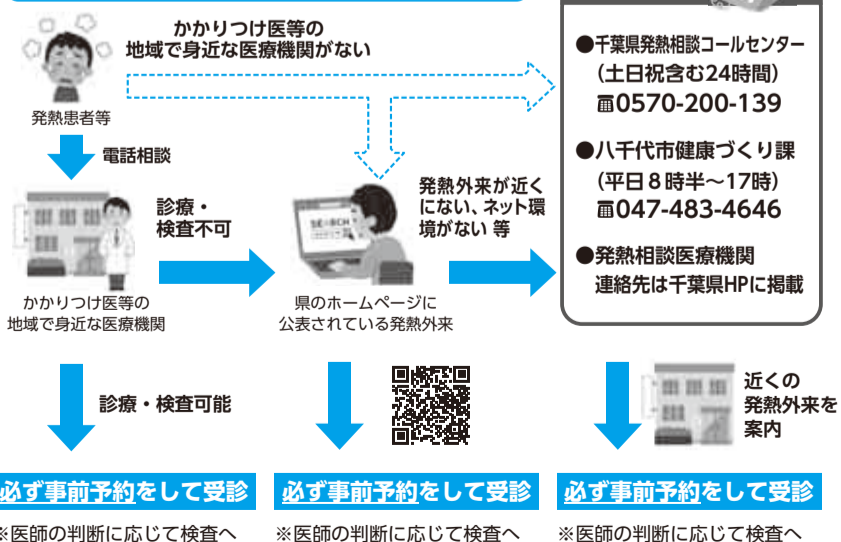 かかりつけ医等の
地域で身近な医療機関がない
発熱患者等
電話相談
かかりつけ医等の
地域で身近な医療機関
診療・
検査不可
SEARCH
県のホームページに
公表されている発熱外来
発熱外来が近く
にない、ネット環
境がない 等
●千葉県発熱相談コールセンター
（土日祝含む24時間）
☎0570-200-139
●八千代市健康づくり課
（平日８時半～17時）
☎047-483-4646
●発熱相談医療機関
連絡先は千葉県HPに掲載
診療・検査可能
近くの
発熱外来を
案内
必ず事前予約をして受診
※医師の判断に応じて検査へ
必ず事前予約をして受診
※医師の判断に応じて検査へ
必ず事前予約をして受診
※医師の判断に応じて検査へ